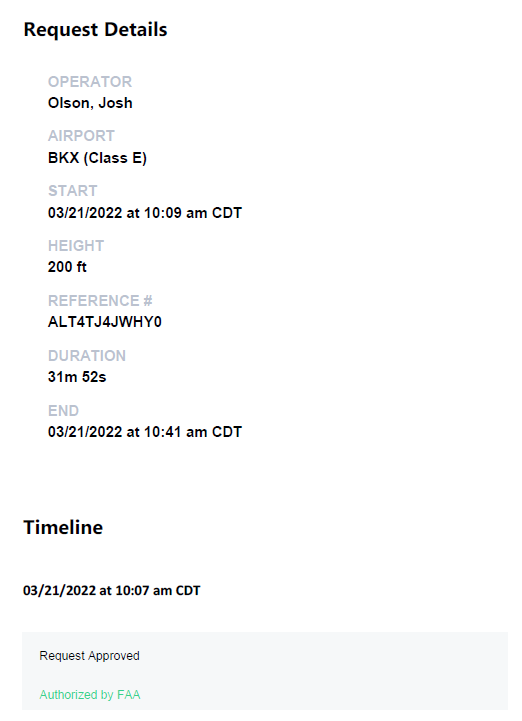 Request Details
OPERATOR
Olson, Josh
AIRPORT
BKX (Class E)
START
03/21/2022 at 10:09 am CDT
HEIGHT
200 ft
REFERENCE #
ALT4TJ4JWHY0
DURATION
31m 52s
END
03/21/2022 at 10:41 am CDT
Timeline
03/21/2022 at 10:07 am CDT
Request Approved
Authorized by FAA